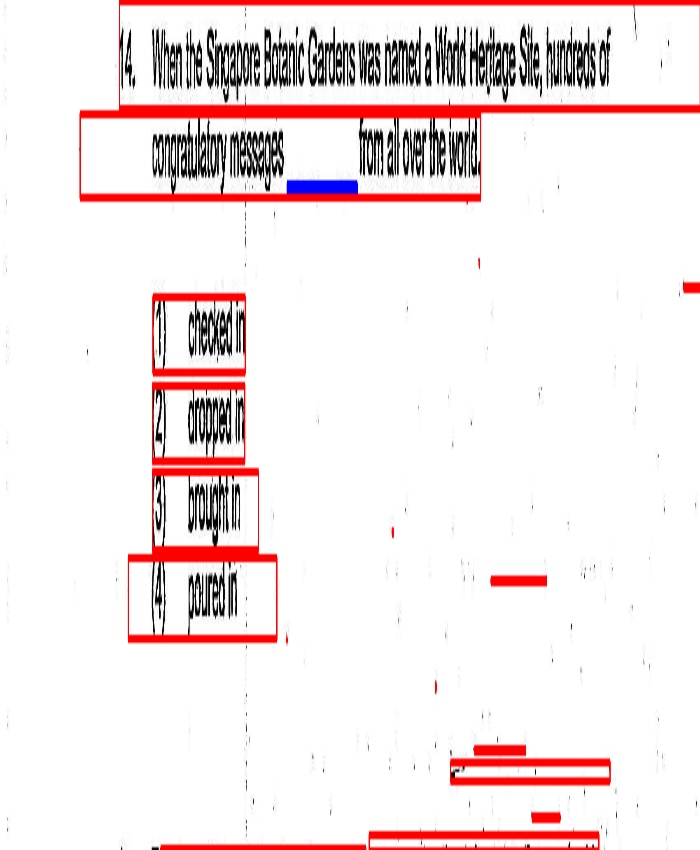 14. When the Singapore Botanic Gardens was named a World Heritage Site, hundreds of
congratulatory messages ______ from all over the world.
(1) checked in
(2) dropped in
(3) brought in
(4) poured in